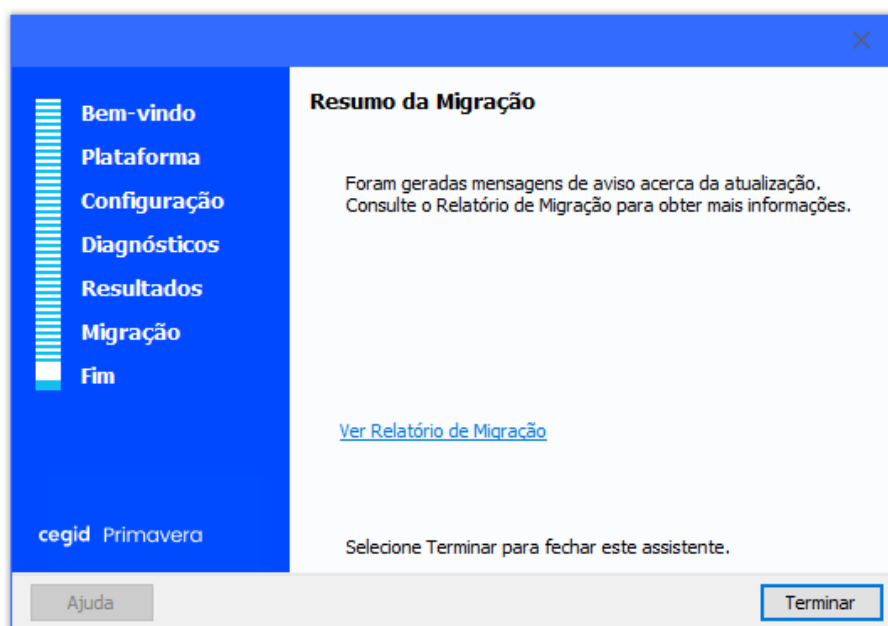 Bem-vindo
Plataforma
Configuração
Diagnósticos
Resultados
Migração
Fim
cegid Primavera
Resumo da Migração
Foram geradas mensagens de aviso acerca da atualização.
Consulte o Relatório de Migração para obter mais informações.
Ver Relatório de Migração
Selecione Terminar para fechar este assistente.
Ajuda
Terminar